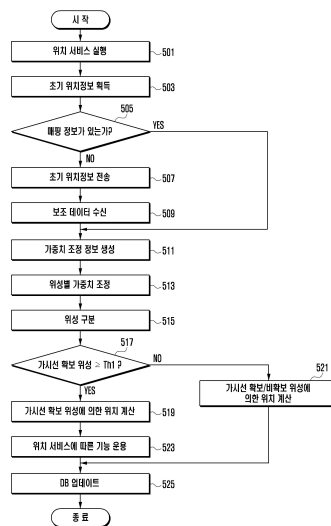 시 작
위치 서비스 실행
501
초기 위치정보 획득
503
505
매핑 정보가 있는가?
YES
NO
초기 위치정보 전송
507
보조 데이터 수신
509
가중치 조정 정보 생성
511
위성별 가중치 조정
513
위성 구분
515
517
가시선 확보 위성 ≥ Th1 ?
NO
YES
521
가시선 확보/비확보 위성에
의한 위치 계산
가시선 확보 위성에 의한 위치 계산
519
위치 서비스에 따른 기능 운용
523
DB 업데이트
525
종 료